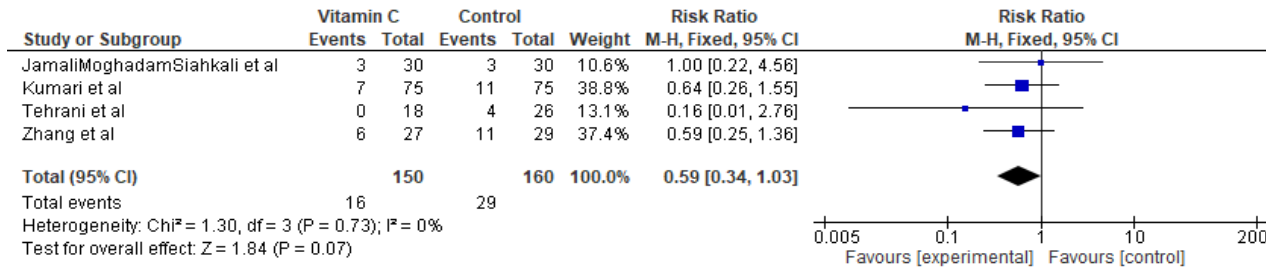 Vitamin C Control Risk Ratio Risk Ratio
Study or Subgroup Events Total Events Total Weight M-H, Fixed, 95% CI M-H, Fixed, 95% CI
JamaliMoghadamSiahkali et al 3 30 3 30 10.6% 1.00 [0.22, 4.56]
Kumari et al 7 75 11 75 38.8% 0.64 [0.26, 1.55]
Tehrani et al 0 18 4 26 13.1% 0.16 [0.01, 2.76]
Zhang et al 6 27 11 29 37.4% 0.59 [0.25, 1.36]
Total (95% CI) 150 160 100.0% 0.59 [0.34, 1.03]
Total events 16 29
Heterogeneity: Chi² = 1.30, df = 3 (P = 0.73); I² = 0%
Test for overall effect: Z = 1.84 (P = 0.07)
0.005 0.1 1 10 200
Favours [experimental] Favours [control]